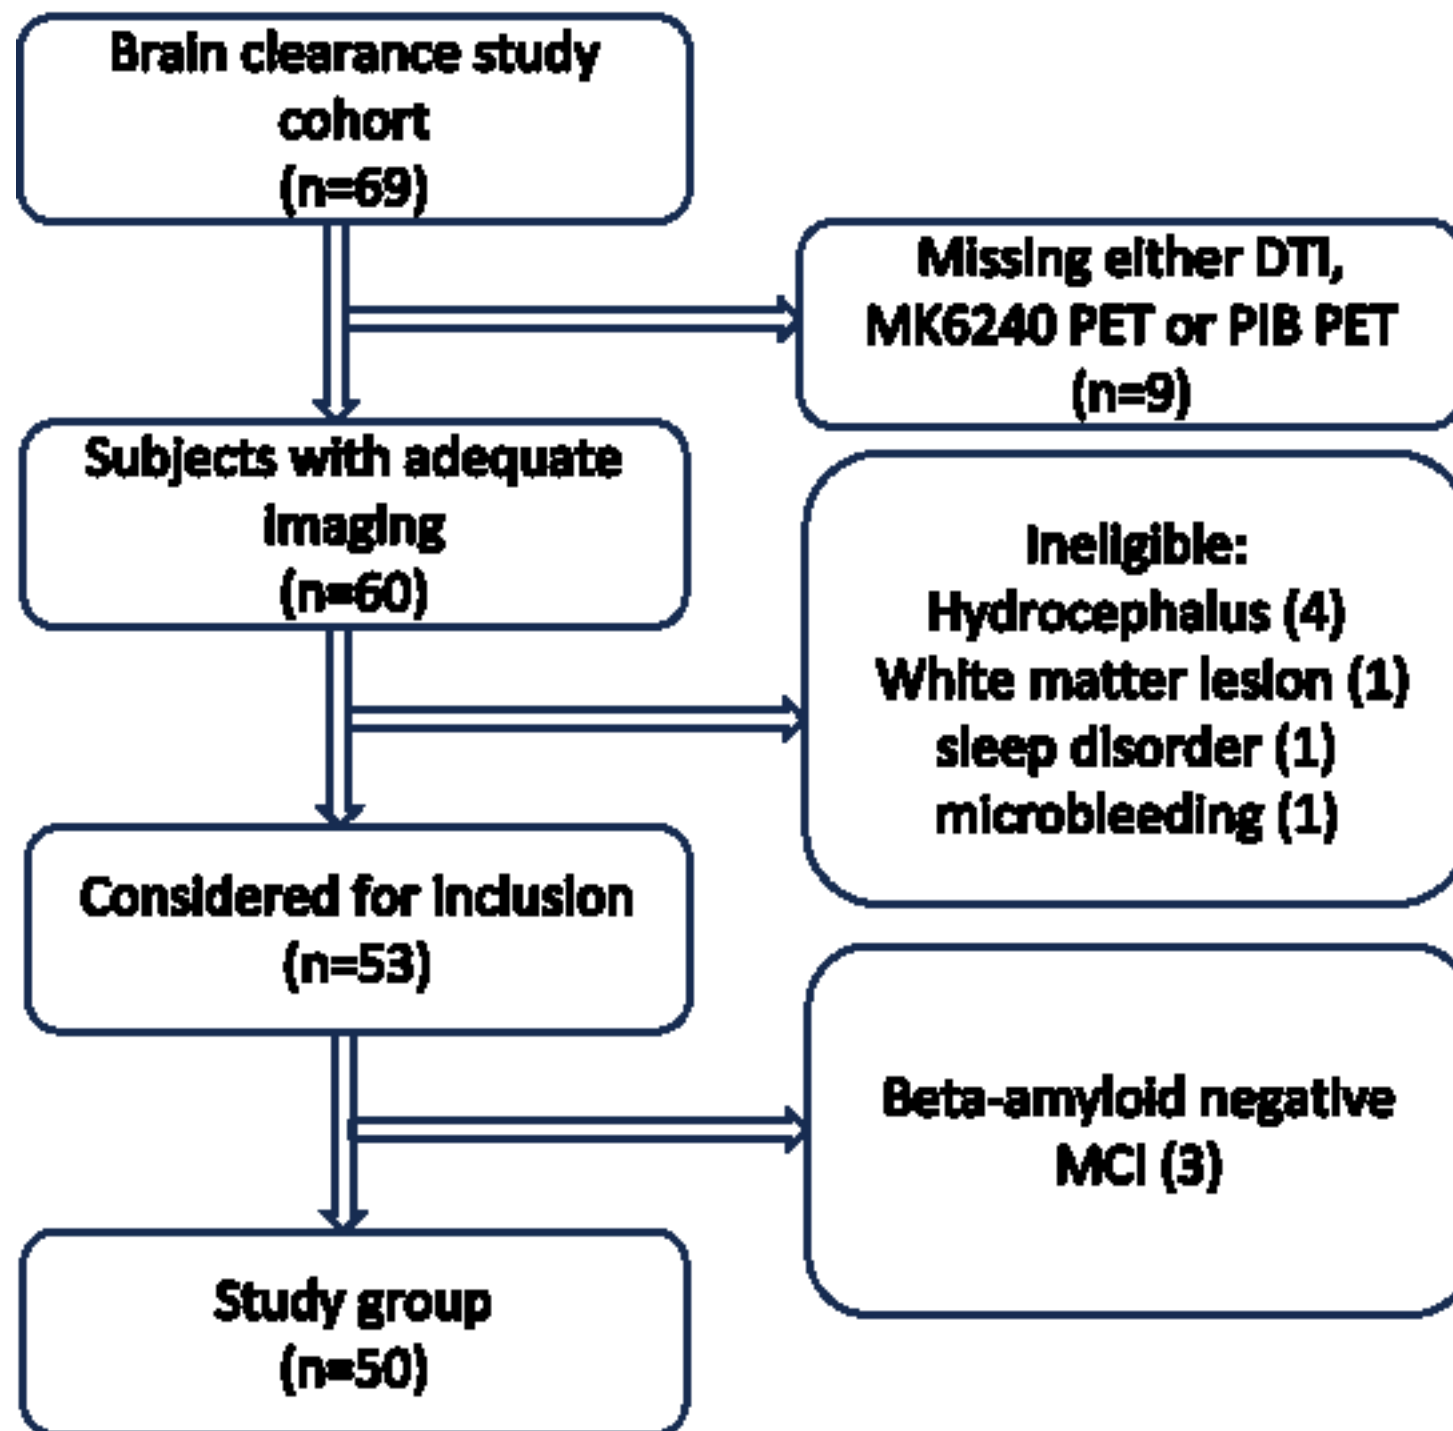 Brain clearance study
cohort
(n=69)
Missing either DTI,
MK6240 PET or PIB PET
(n=9)
Subjects with adequate
imaging
(n=60)
Ineligible:
Hydrocephalus (4)
White matter lesion (1)
sleep disorder (1)
microbleeding (1)
Considered for inclusion
(n=53)
Beta-amyloid negative
MCI (3)
Study group
(n=50)